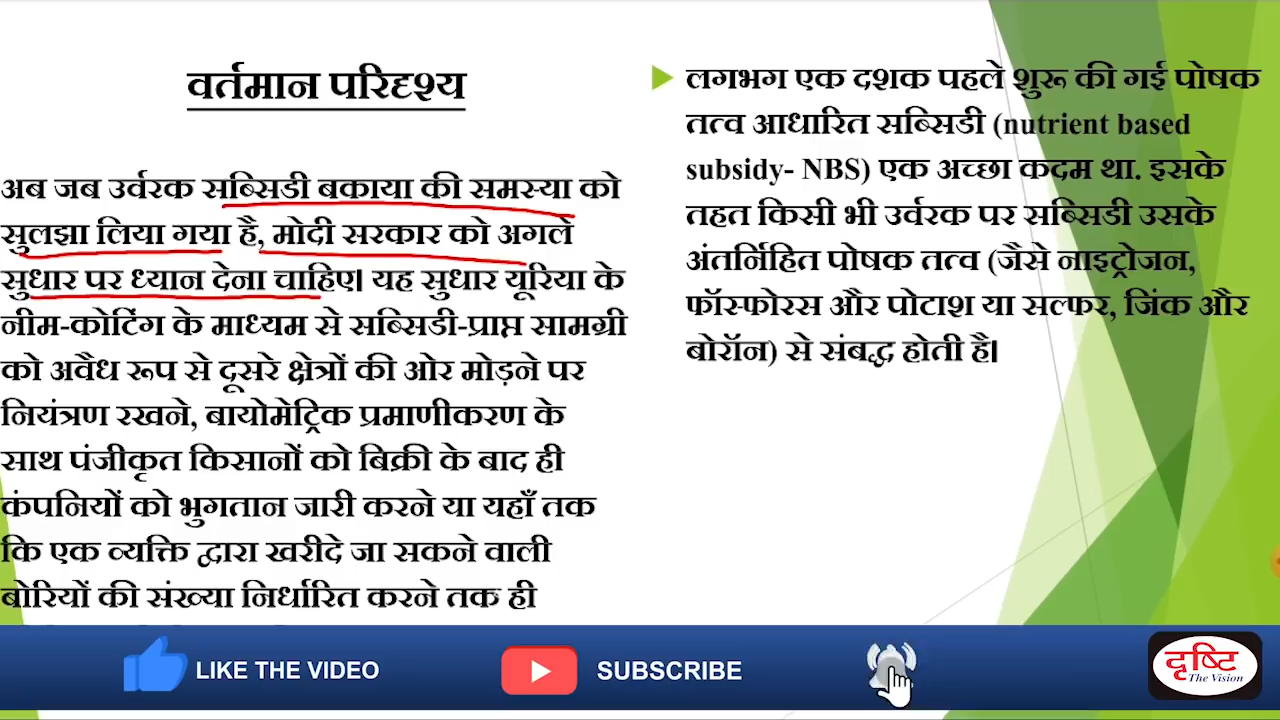 वर्तमान परिदृश्य
अब जब उर्वरक सब्सिडी बकाया की समस्या को
सुलझा लिया गया है, मोदी सरकार को अगले
सुधार पर ध्यान देना चाहिए। यह सुधार यूरिया के
नीम-कोटिंग के माध्यम से सब्सिडी-प्राप्त सामग्री
को अवैध रूप से दूसरे क्षेत्रों की ओर मोड़ने पर
नियंत्रण रखने, बायोमेट्रिक प्रमाणीकरण के
साथ पंजीकृत किसानों को बिक्री के बाद ही
कंपनियों को भुगतान जारी करने या यहाँ तक
कि एक व्यक्ति द्वारा खरीदे जा सकने वाली
बोरियों की संख्या निर्धारित करने तक ही
लगभग एक दशक पहले शुरू की गई पोषक
तत्व आधारित सब्सिडी (nutrient based
subsidy- NBS) एक अच्छा कदम था. इसके
तहत किसी भी उर्वरक पर सब्सिडी उसके
अंतर्निहित पोषक तत्व (जैसे नाइट्रोजन,
फॉस्फोरस और पोटाश या सल्फर, जिंक और
बोरॉन) से संबद्ध होती है।
LIKE THE VIDEO
SUBSCRIBE
दृष्टि
The Vision